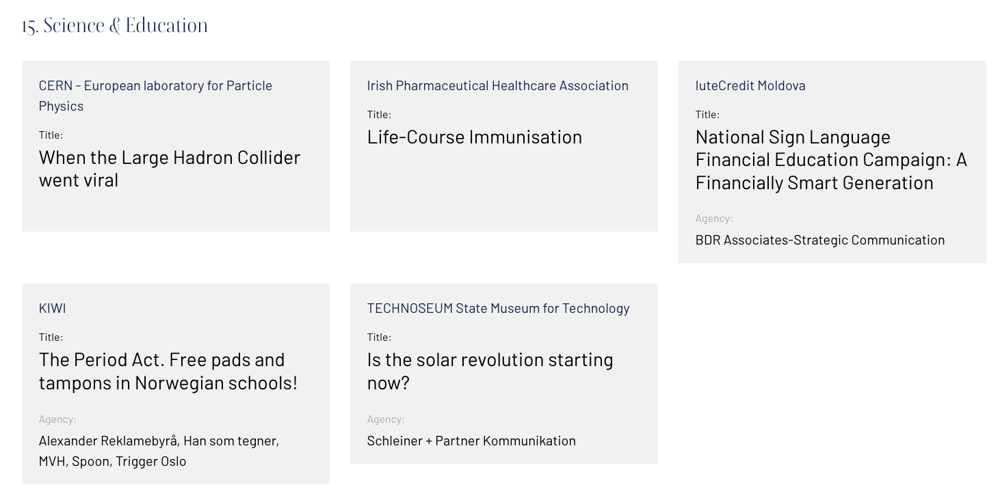 15. Science & Education
CERN - European laboratory for Particle
Physics
Title:
When the Large Hadron Collider
went viral
Irish Pharmaceutical Healthcare Association
Title:
Life-Course Immunisation
IuteCredit Moldova
Title:
National Sign Language
Financial Education Campaign: A
Financially Smart Generation
Agency:
BDR Associates-Strategic Communication
KIWI
Title:
The Period Act. Free pads and
tampons in Norwegian schools!
Agency:
Alexander Reklamebyrå, Han som tegner,
MVH, Spoon, Trigger Oslo
TECHNOSEUM State Museum for Technology
Title:
Is the solar revolution starting
now?
Agency:
Schleiner + Partner Kommunikation